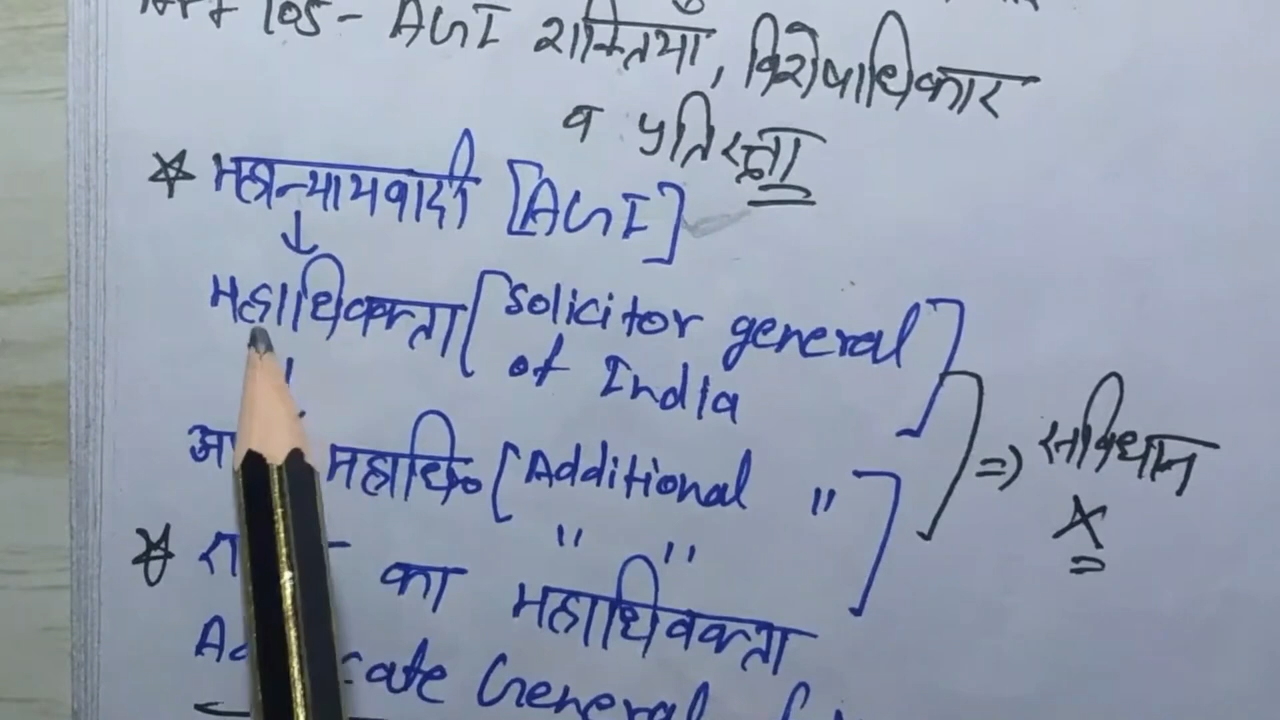 105 - AGI शक्तियाँ, विशेषाधिकार
व प्रतिरक्षा
☆ महान्यायवादी [AGI]
↓
महाधिवक्ता [Solicitor general
of India]
महाधि० [Additional " " "]
⇒ संविधान
X
का महाधिवक्ता
General